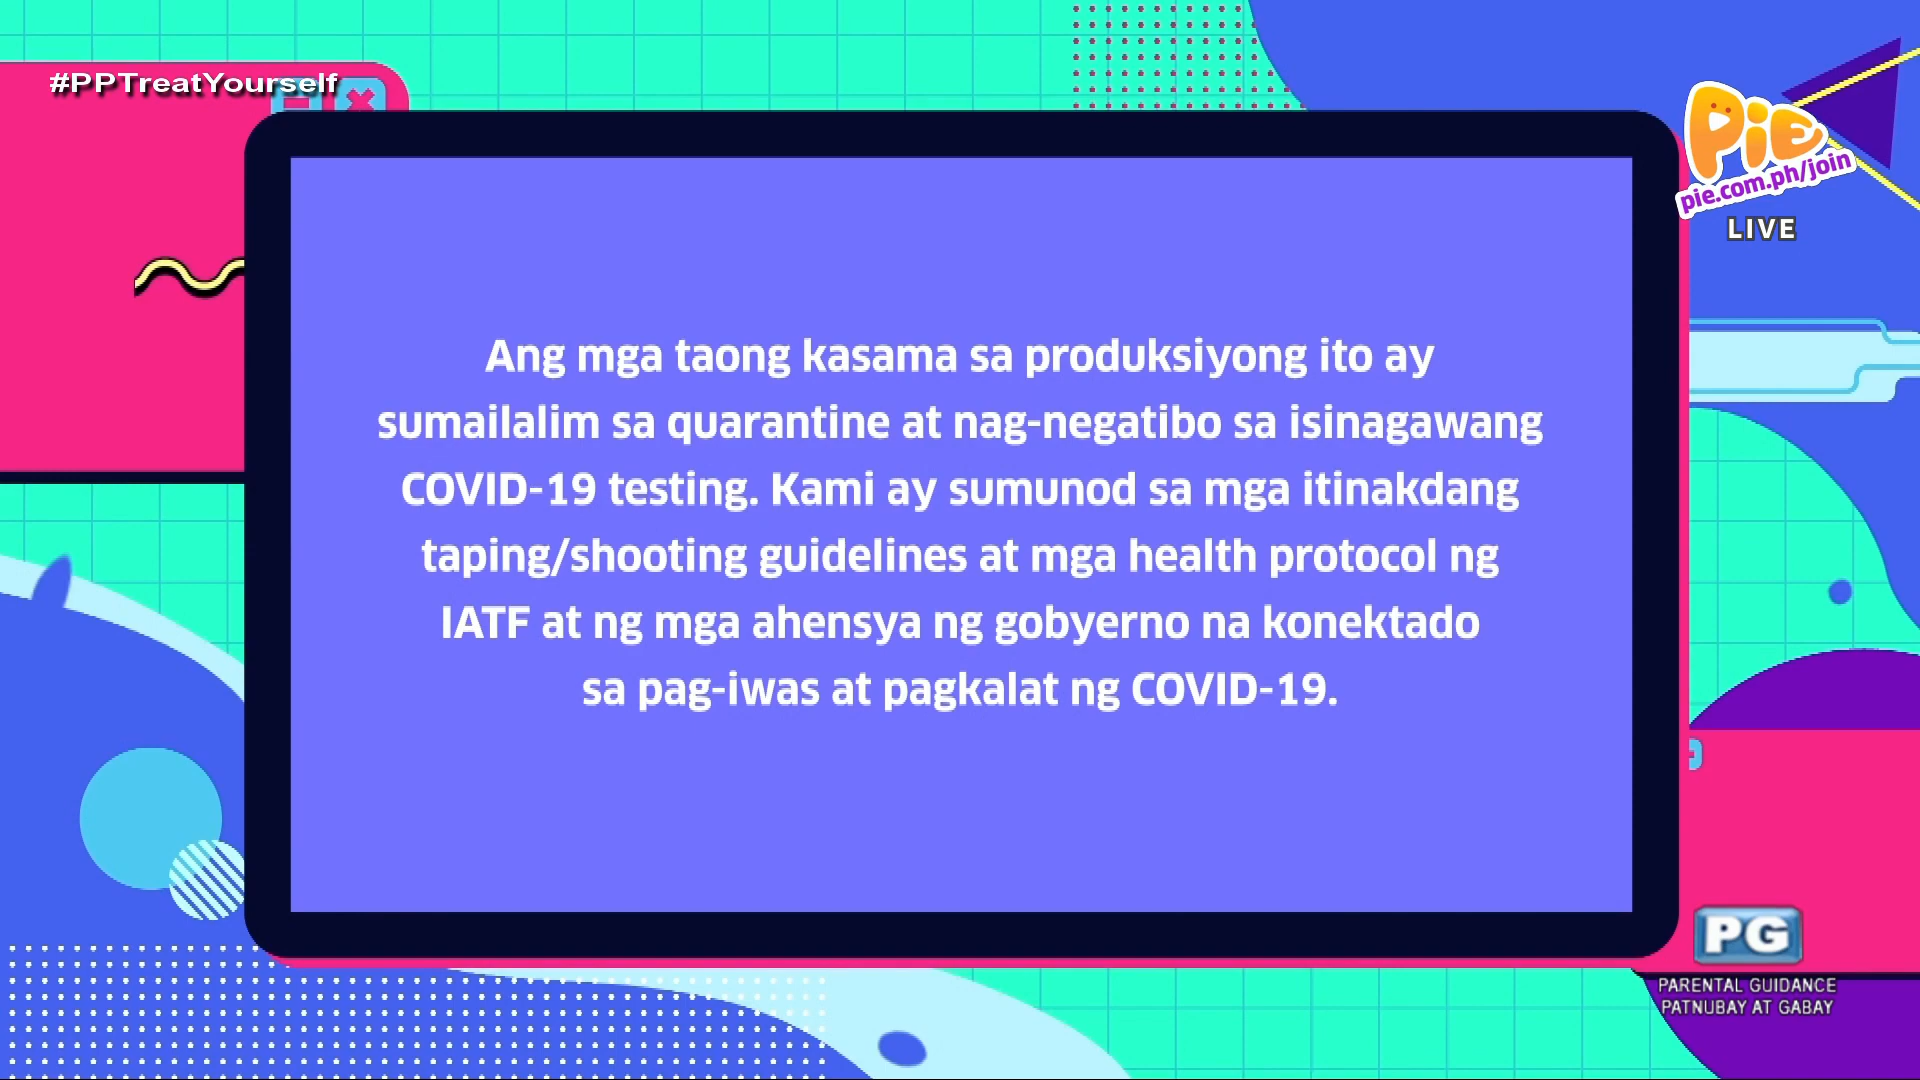 #PPTreatYourself
PiE
pie.com.ph/join
LIVE
Ang mga taong kasama sa produksiyong ito ay
sumailalim sa quarantine at nag-negatibo sa isinagawang
COVID-19 testing. Kami ay sumunod sa mga itinakdang
taping/shooting guidelines at mga health protocol ng
IATF at ng mga ahensya ng gobyerno na konektado
sa pag-iwas at pagkalat ng COVID-19.
PG
PARENTAL GUIDANCE
PATNUBAY AT GABAY